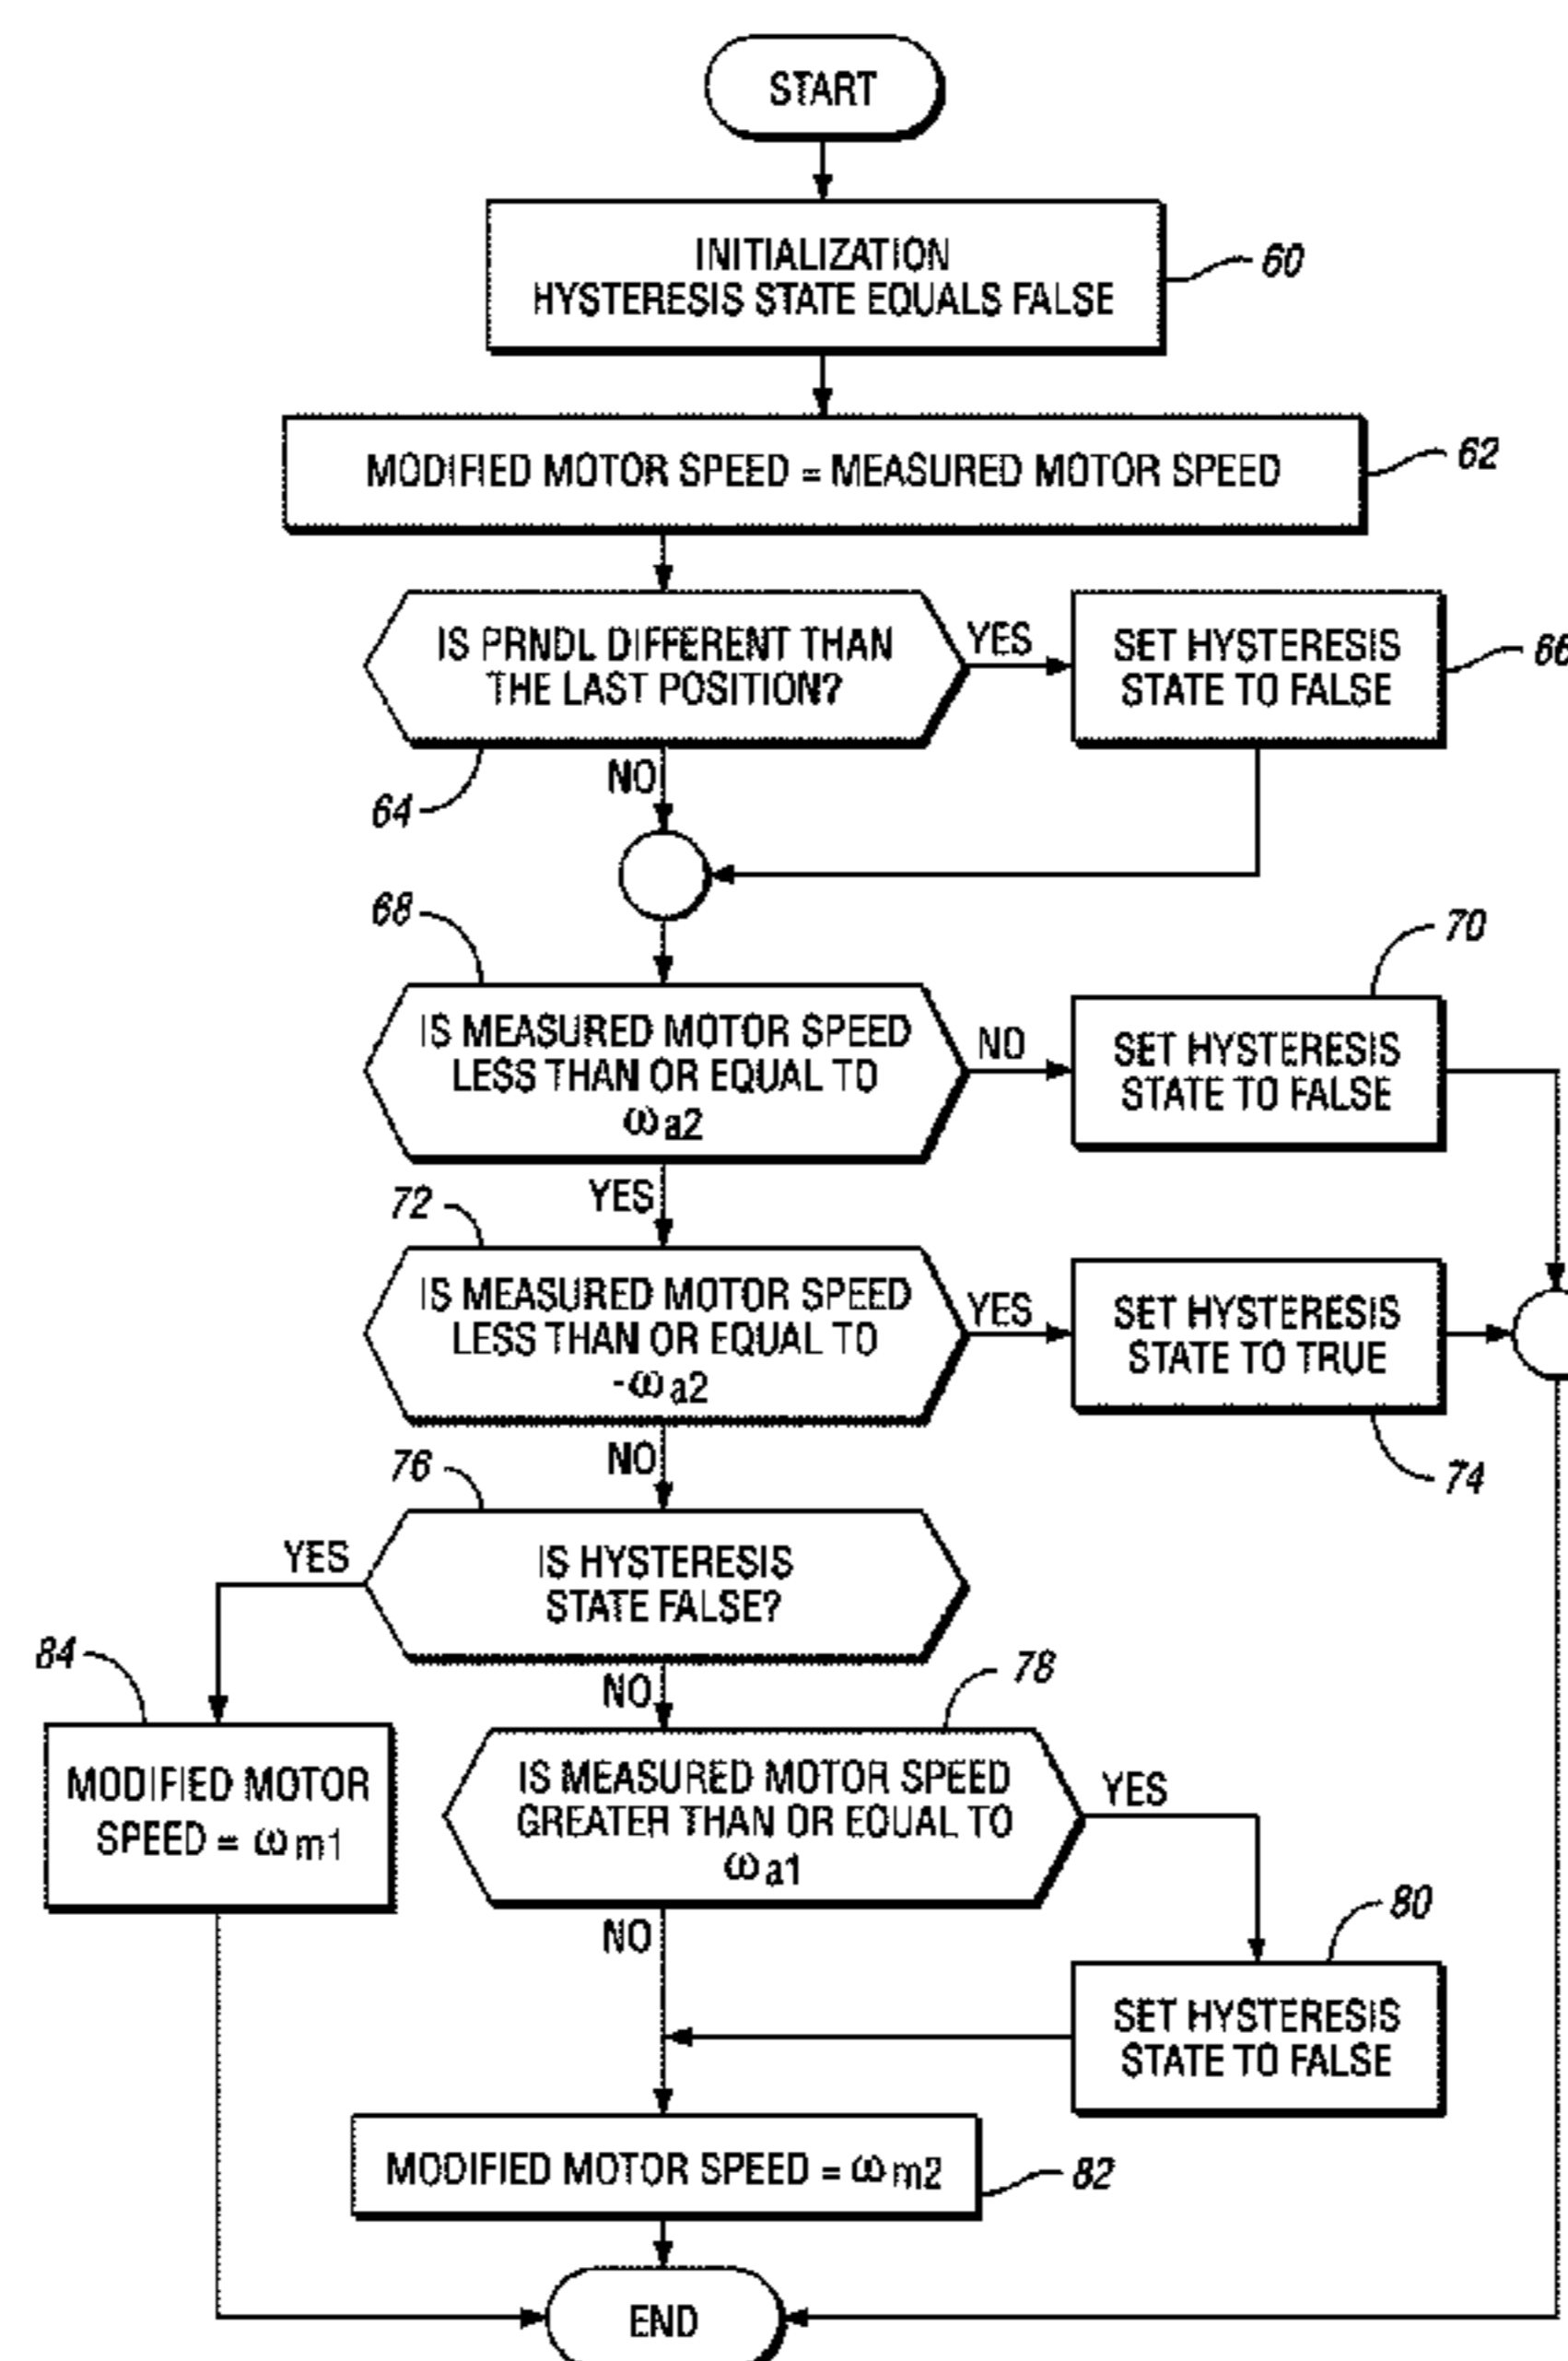 START
INITIALIZATION
HYSTERESIS STATE EQUALS FALSE
60
MODIFIED MOTOR SPEED = MEASURED MOTOR SPEED
62
IS PRNDL DIFFERENT THAN
THE LAST POSITION?
YES
SET HYSTERESIS
STATE TO FALSE
66
NO
64
68
70
IS MEASURED MOTOR SPEED
LESS THAN OR EQUAL TO
ωa2
NO
SET HYSTERESIS
STATE TO FALSE
YES
72
IS MEASURED MOTOR SPEED
LESS THAN OR EQUAL TO
-ωa2
YES
SET HYSTERESIS
STATE TO TRUE
74
NO
76
IS HYSTERESIS
STATE FALSE?
YES
84
NO
78
MODIFIED MOTOR
SPEED = ωm1
IS MEASURED MOTOR SPEED
GREATER THAN OR EQUAL TO
ωa1
YES
NO
80
SET HYSTERESIS
STATE TO FALSE
MODIFIED MOTOR SPEED = ωm2
82
END